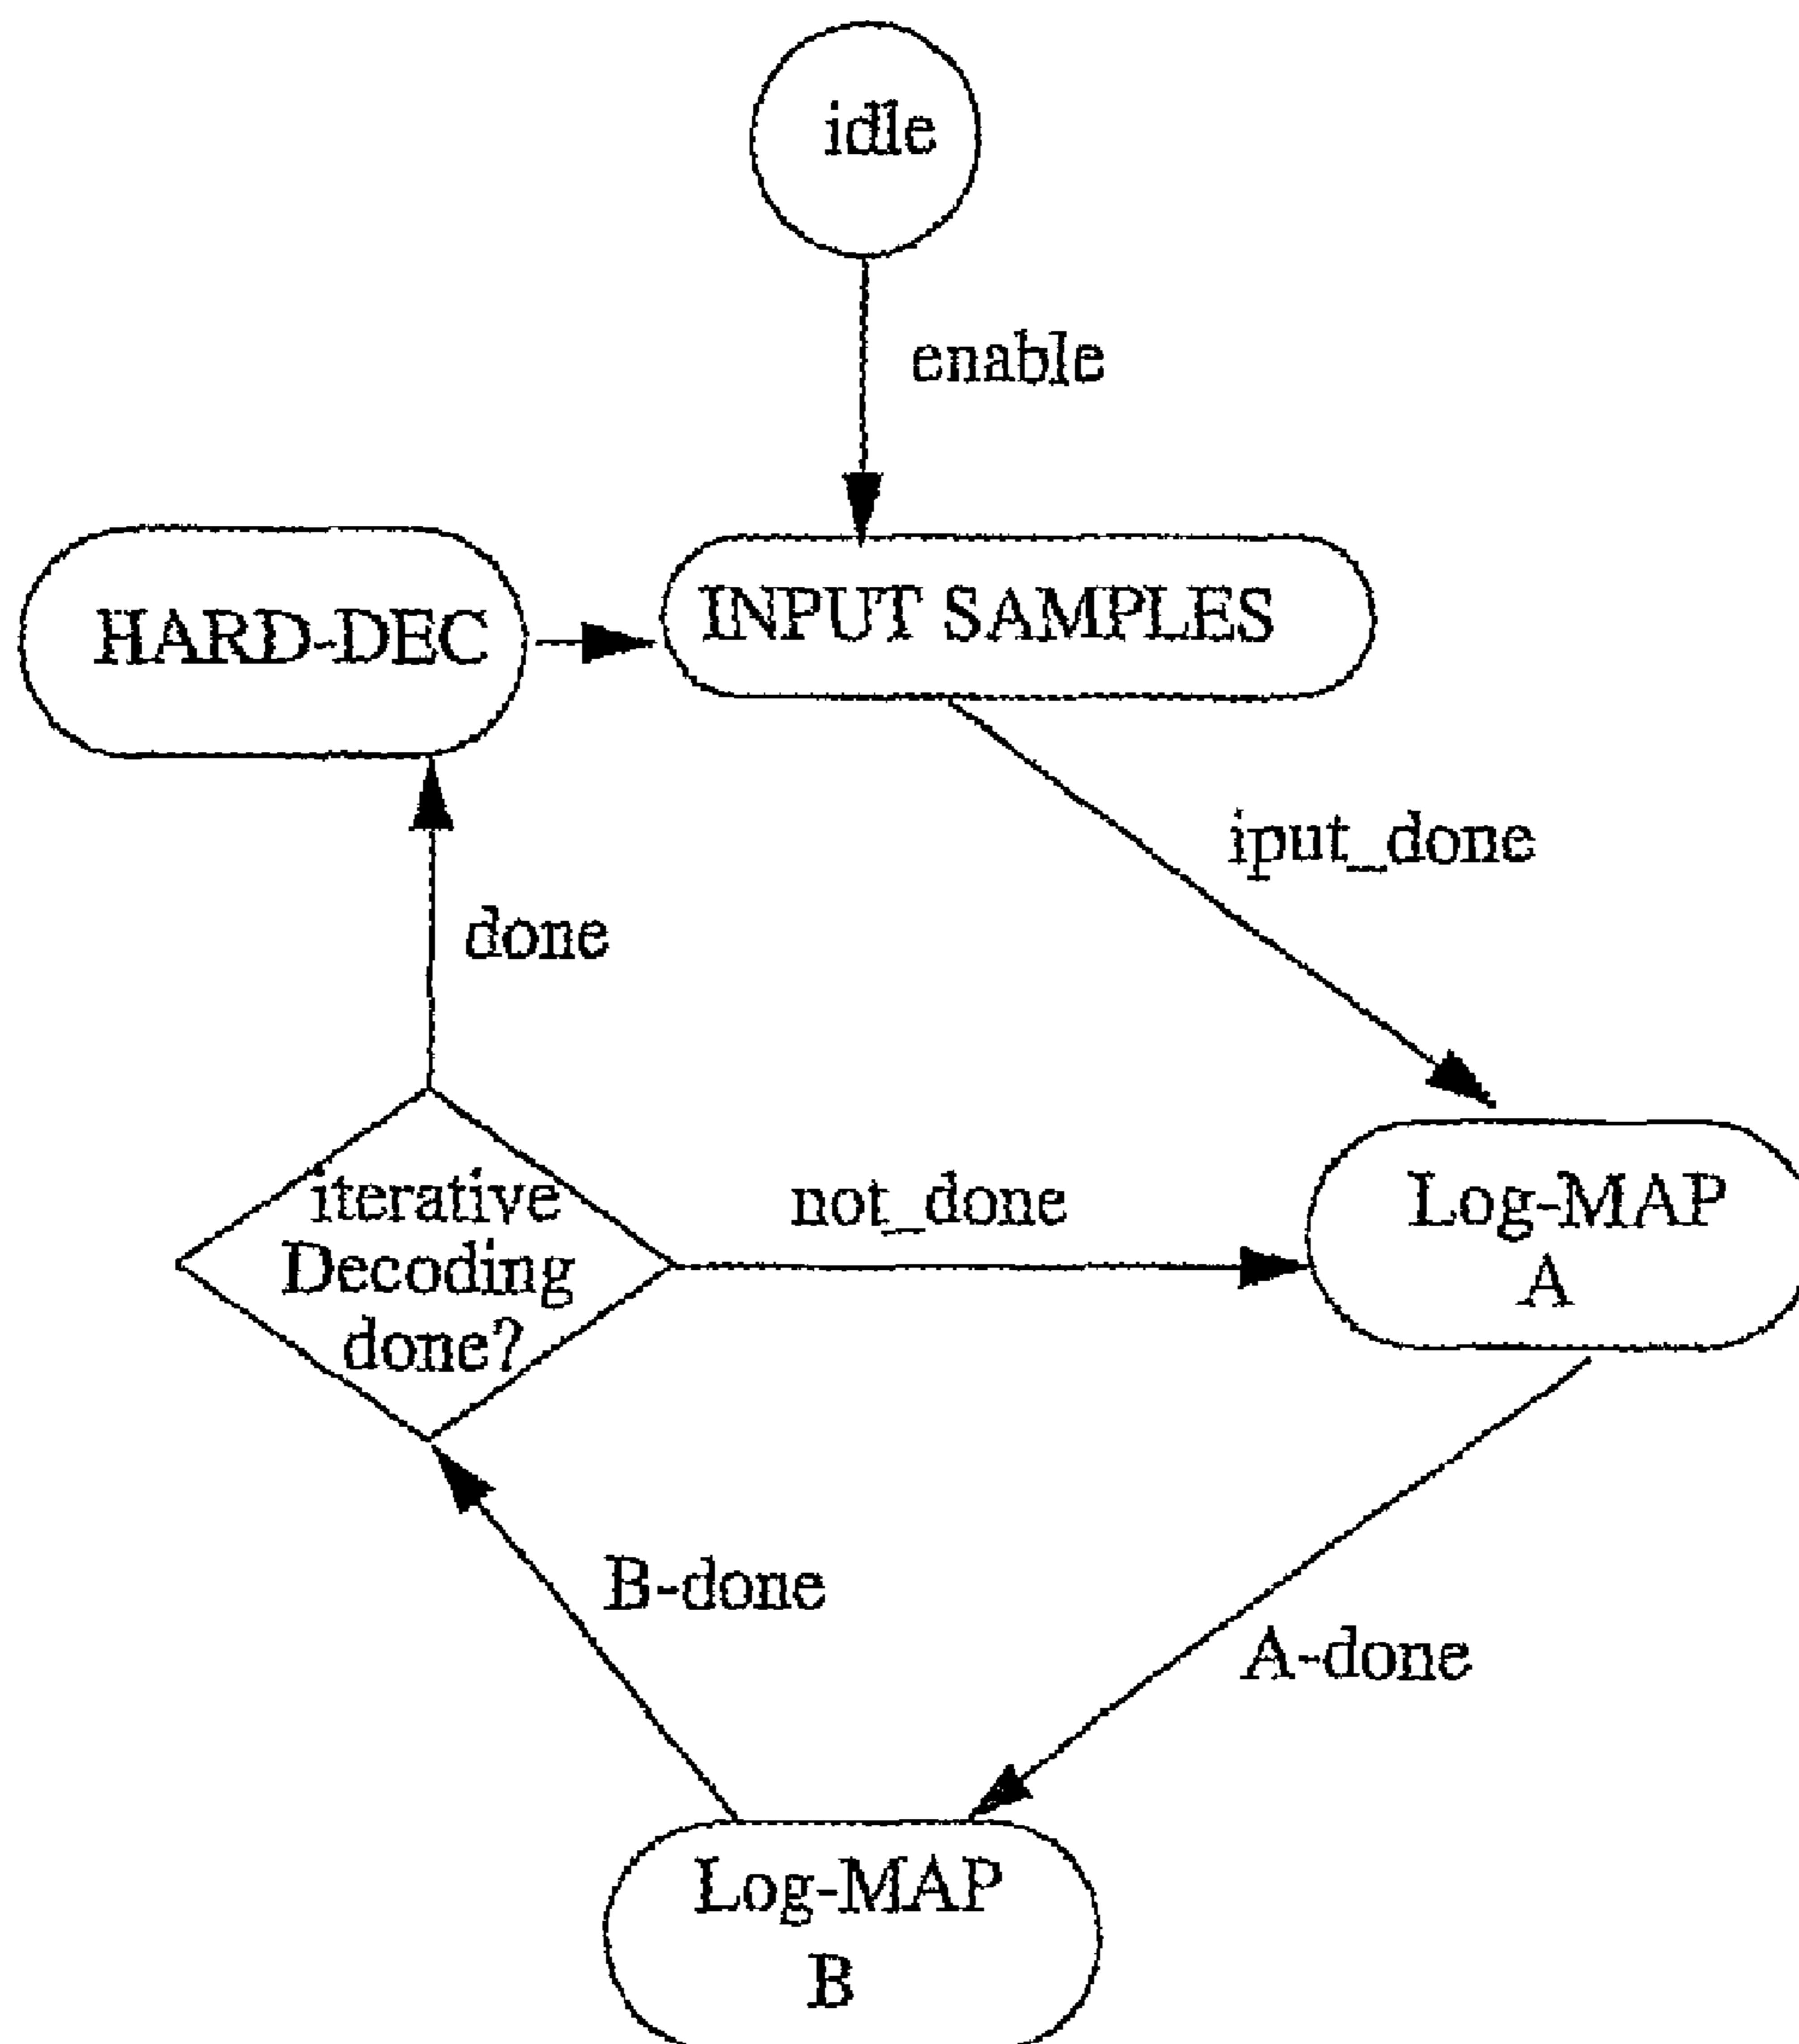 idle
enable
HARD-DEC
INPUT SAMPLES
iput_done
done
iterative
Decoding
done?
not_done
Log-MAP
A
B-done
A-done
Log-MAP
B